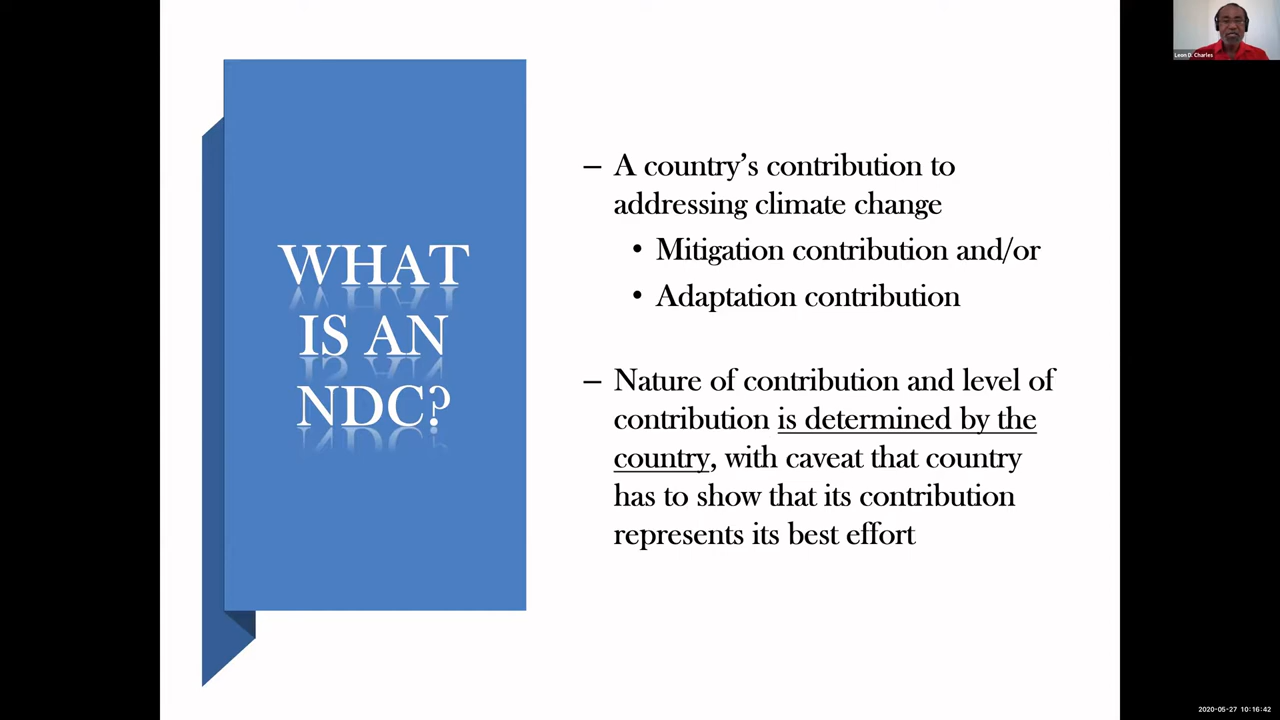 Leon D. Charles
WHAT
IS AN
NDC?
– A country’s contribution to
addressing climate change
• Mitigation contribution and/or
• Adaptation contribution
– Nature of contribution and level of
contribution is determined by the
country, with caveat that country
has to show that its contribution
represents its best effort
2020-05-27 10:16:42